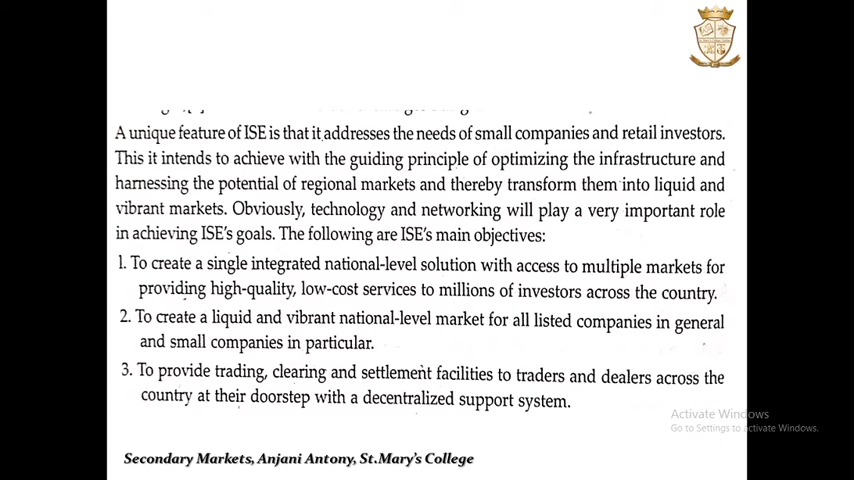 A unique feature of ISE is that it addresses the needs of small companies and retail investors.
This it intends to achieve with the guiding principle of optimizing the infrastructure and
harnessing the potential of regional markets and thereby transform them into liquid and
vibrant markets. Obviously, technology and networking will play a very important role
in achieving ISE's goals. The following are ISE's main objectives:
1. To create a single integrated national-level solution with access to multiple markets for
providing high-quality, low-cost services to millions of investors across the country.
2. To create a liquid and vibrant national-level market for all listed companies in general
and small companies in particular.
3. To provide trading, clearing and settlement facilities to traders and dealers across the
country at their doorstep with a decentralized support system.
Activate Windows
Go to Settings to activate Windows.
Secondary Markets, Anjani Antony, St.Mary's College